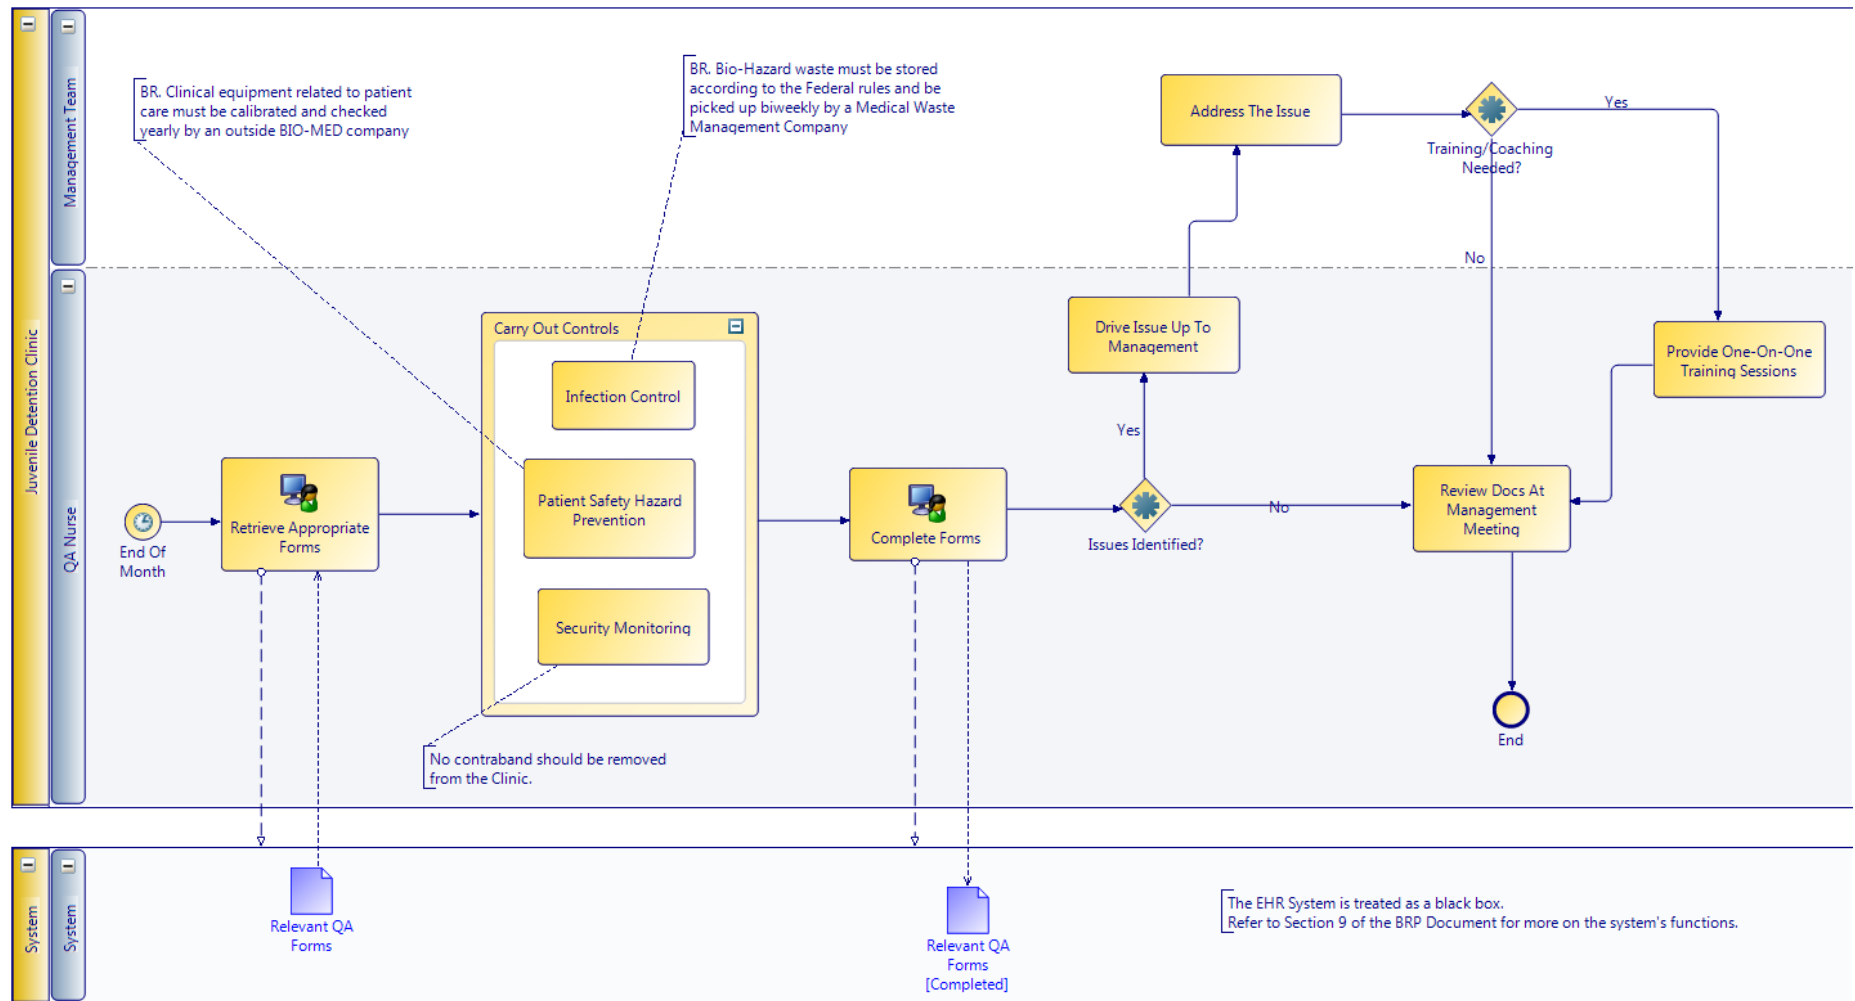 Juvenile Detention Clinic
Management Team
BR. Clinical equipment related to patient
care must be calibrated and checked
yearly by an outside BIO-MED company
BR. Bio-Hazard waste must be stored
according to the Federal rules and be
picked up biweekly by a Medical Waste
Management Company
Address The Issue
Training/Coaching
Needed?
Yes
No
QA Nurse
End Of
Month
Retrieve Appropriate
Forms
Carry Out Controls
Infection Control
Patient Safety Hazard
Prevention
Security Monitoring
No contraband should be removed
from the Clinic.
Complete Forms
Issues Identified?
Yes
No
Drive Issue Up To
Management
Provide One-On-One
Training Sessions
Review Docs At
Management
Meeting
End
System
System
Relevant QA
Forms
Relevant QA
Forms
[Completed]
The EHR System is treated as a black box.
Refer to Section 9 of the BRP Document for more on the system's functions.